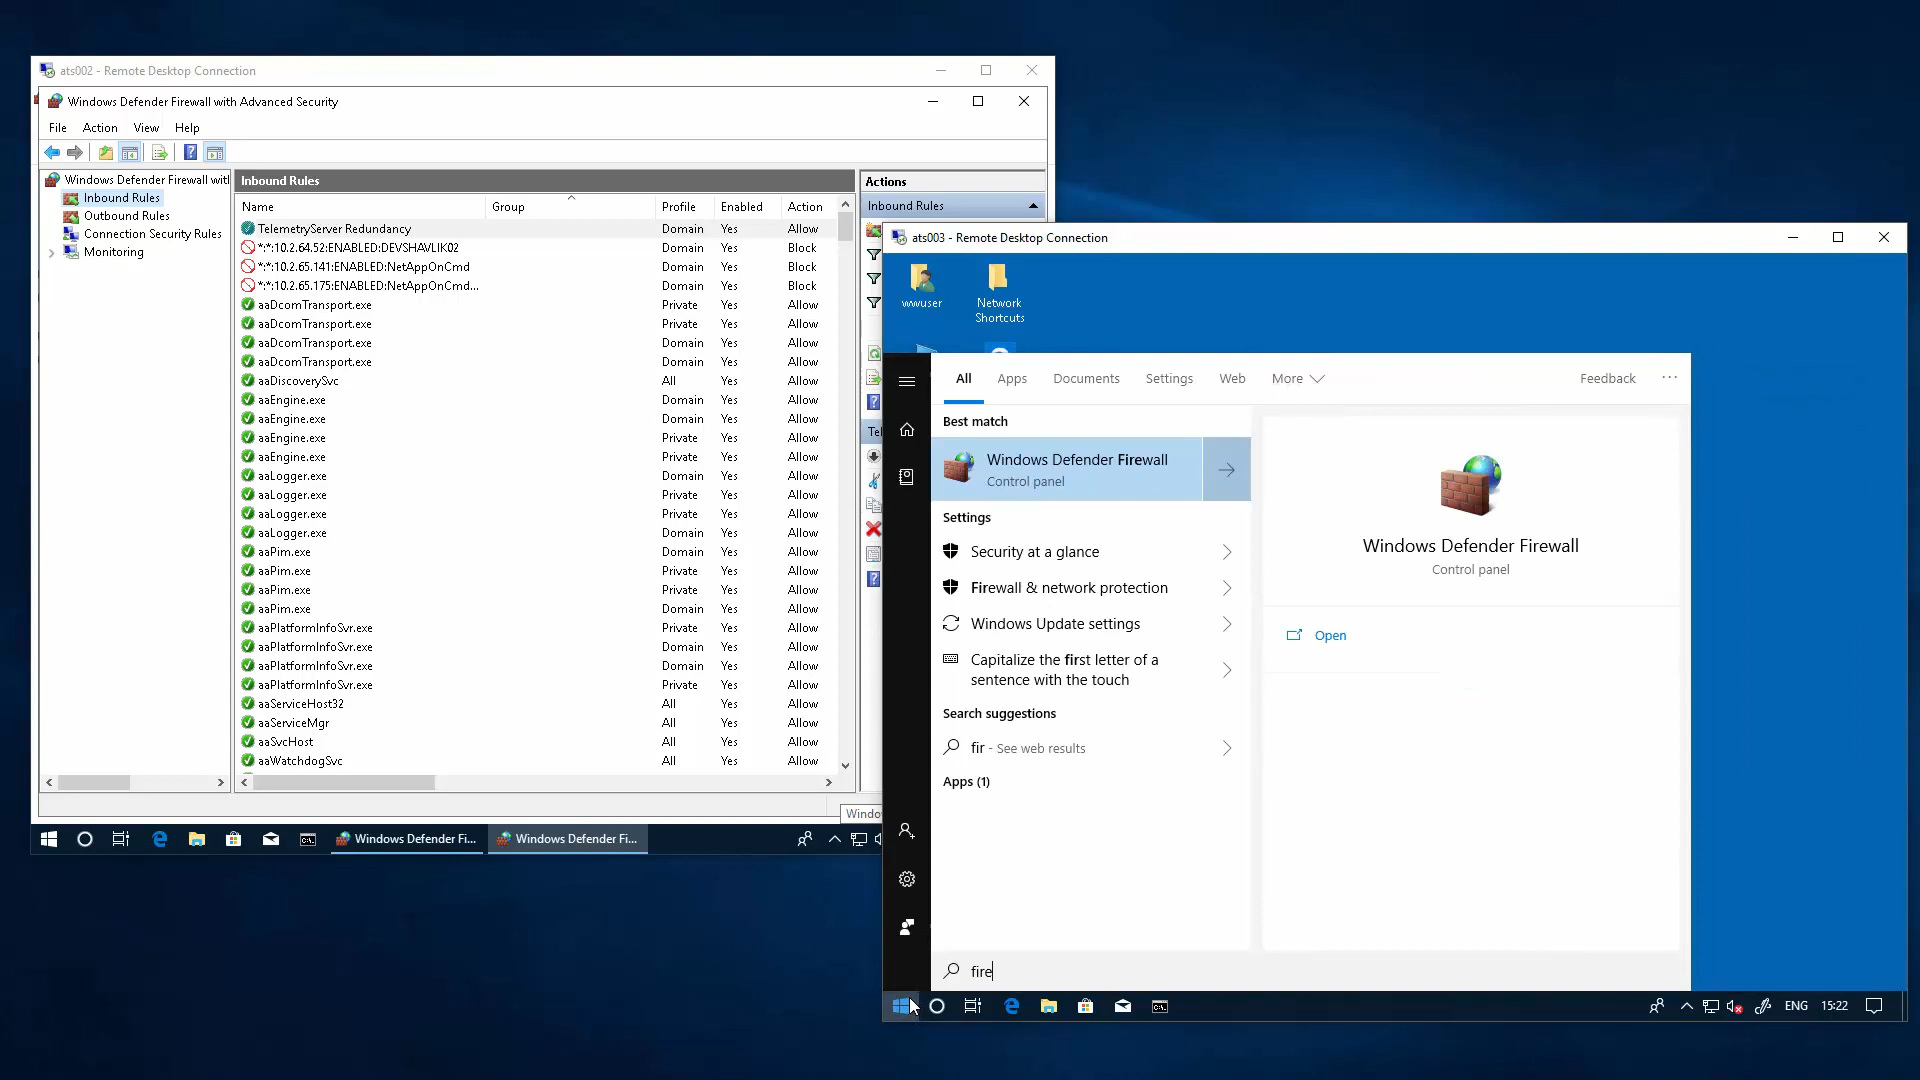 ats002 - Remote Desktop Connection
Windows Defender Firewall with Advanced Security
File Action View Help
Windows Defender Firewall wit
Inbound Rules
Outbound Rules
Connection Security Rules
Monitoring
Inbound Rules
Name Group Profile Enabled Action
TelemetryServer Redundancy Domain Yes Allow
*:*:10.2.64.52:ENABLED:DEVSHAVLIK02 Domain Yes Block
*:*:10.2.65.141:ENABLED:NetAppOnCmd Domain Yes Block
*:*:10.2.65.175:ENABLED:NetAppOnCmd... Domain Yes Block
aaDcomTransport.exe Private Yes Allow
aaDcomTransport.exe Private Yes Allow
aaDcomTransport.exe Domain Yes Allow
aaDcomTransport.exe Domain Yes Allow
aaDiscoverySvc All Yes Allow
aaEngine.exe Domain Yes Allow
aaEngine.exe Domain Yes Allow
aaEngine.exe Private Yes Allow
aaEngine.exe Private Yes Allow
aaLogger.exe Domain Yes Allow
aaLogger.exe Private Yes Allow
aaLogger.exe Private Yes Allow
aaLogger.exe Domain Yes Allow
aaPim.exe Domain Yes Allow
aaPim.exe Private Yes Allow
aaPim.exe Private Yes Allow
aaPim.exe Domain Yes Allow
aaPlatformInfoSvr.exe Private Yes Allow
aaPlatformInfoSvr.exe Domain Yes Allow
aaPlatformInfoSvr.exe Domain Yes Allow
aaPlatformInfoSvr.exe Private Yes Allow
aaServiceHost32 All Yes Allow
aaServiceMgr All Yes Allow
aaSvcHost All Yes Allow
aaWatchdogSvc All Yes Allow
Actions
Inbound Rules
Tel
Windo
Windows Defender Fi...
Windows Defender Fi...
ats003 - Remote Desktop Connection
wwuser
Network
Shortcuts
All Apps Documents Settings Web More Feedback ...
Best match
Windows Defender Firewall
Control panel
Settings
Security at a glance
Firewall & network protection
Windows Update settings
Capitalize the first letter of a
sentence with the touch
Search suggestions
fir - See web results
Apps (1)
Windows Defender Firewall
Control panel
Open
fire
ENG 15:22